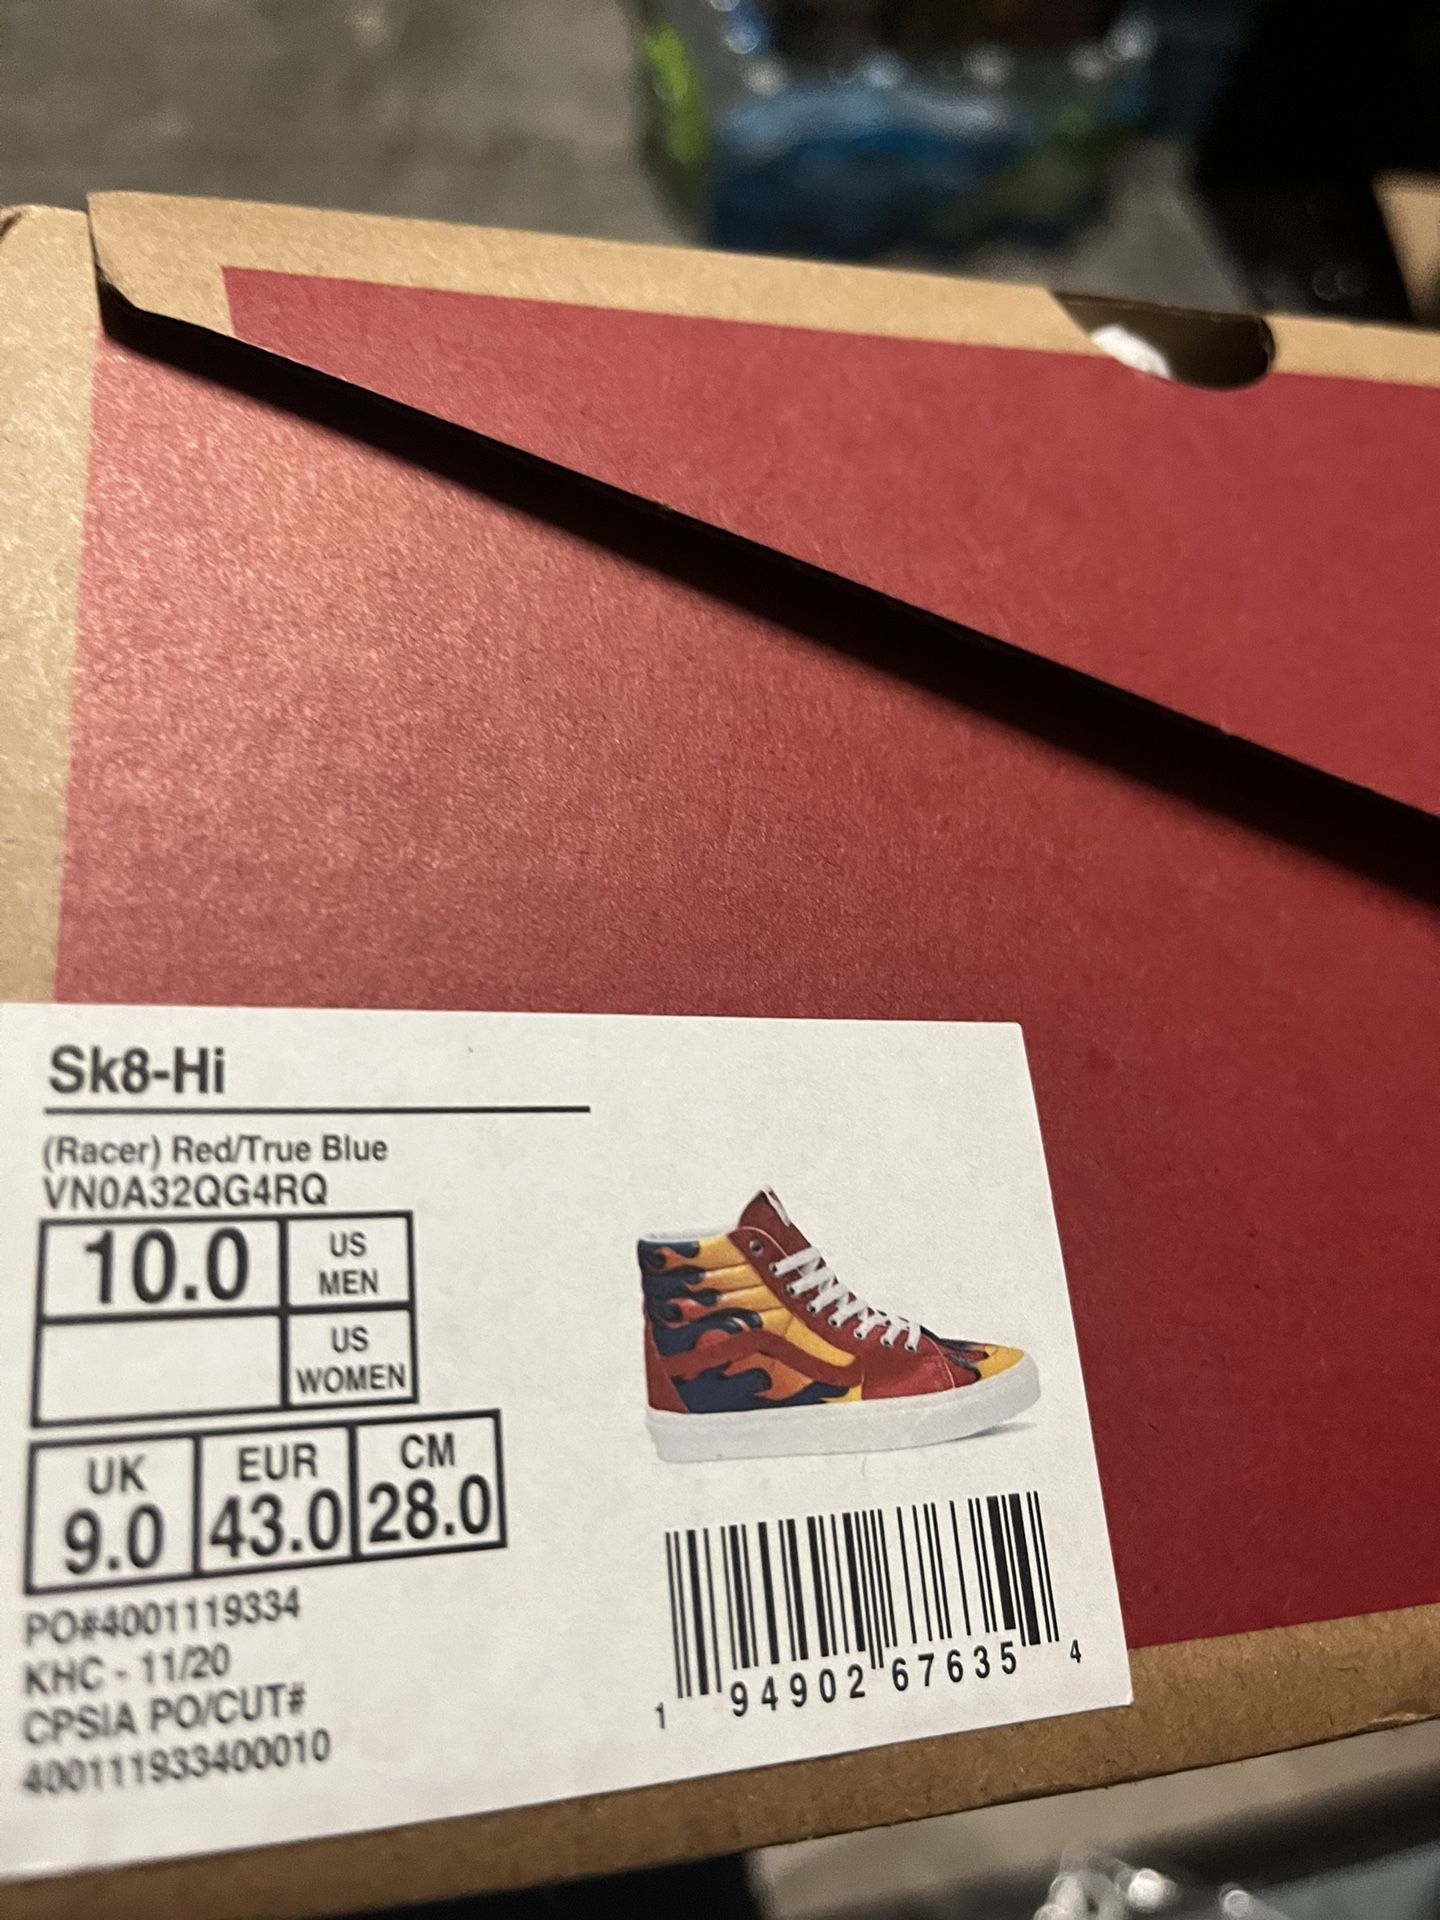 Sk8-Hi
(Racer) Red/True Blue
VN0A32QG4RQ
10.0 US MEN
US WOMEN
UK EUR CM
9.0 43.0 28.0
PO#4001119334
KHC - 11/20
CPSIA PO/CUT#
400111933400010
1 94902 67635 4